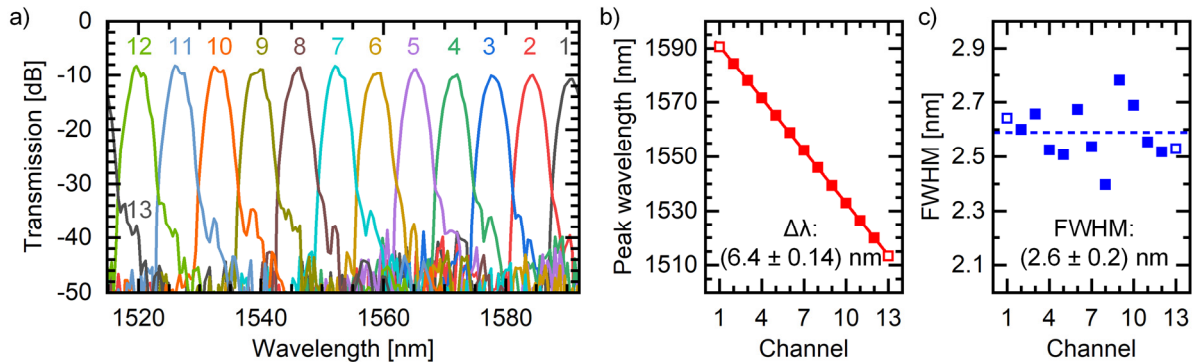 a)
0
-10
-20
-30
-40
-50
Transmission [dB]
12 11 10 9 8 7 6 5 4 3 2 1
13
1520 1540 1560 1580
Wavelength [nm]
b)
1590
1570
1550
1530
1510
Peak wavelength [nm]
Δλ:
(6.4 ± 0.14) nm
1 4 7 10 13
Channel
c)
2.9
2.7
2.5
2.3
2.1
FWHM [nm]
FWHM:
(2.6 ± 0.2) nm
1 4 7 10 13
Channel